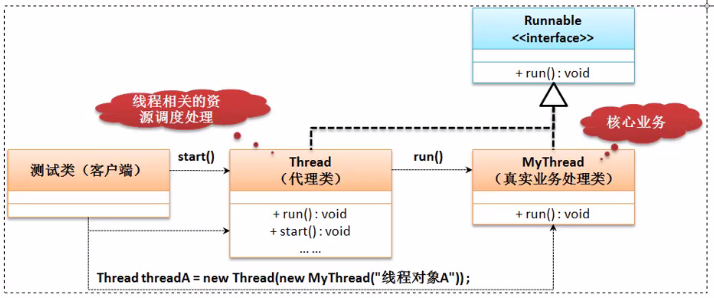 Runnable
<<interface>>
+ run() : void
线程相关的资
源调度处理
核心业务
测试类（客户端）
start()
Thread
（代理类）
run()
MyThread
（真实业务处理类）
+ run() : void
+ start() : void
... ...
+ run() : void
Thread threadA = new Thread(new MyThread("线程对象A"));